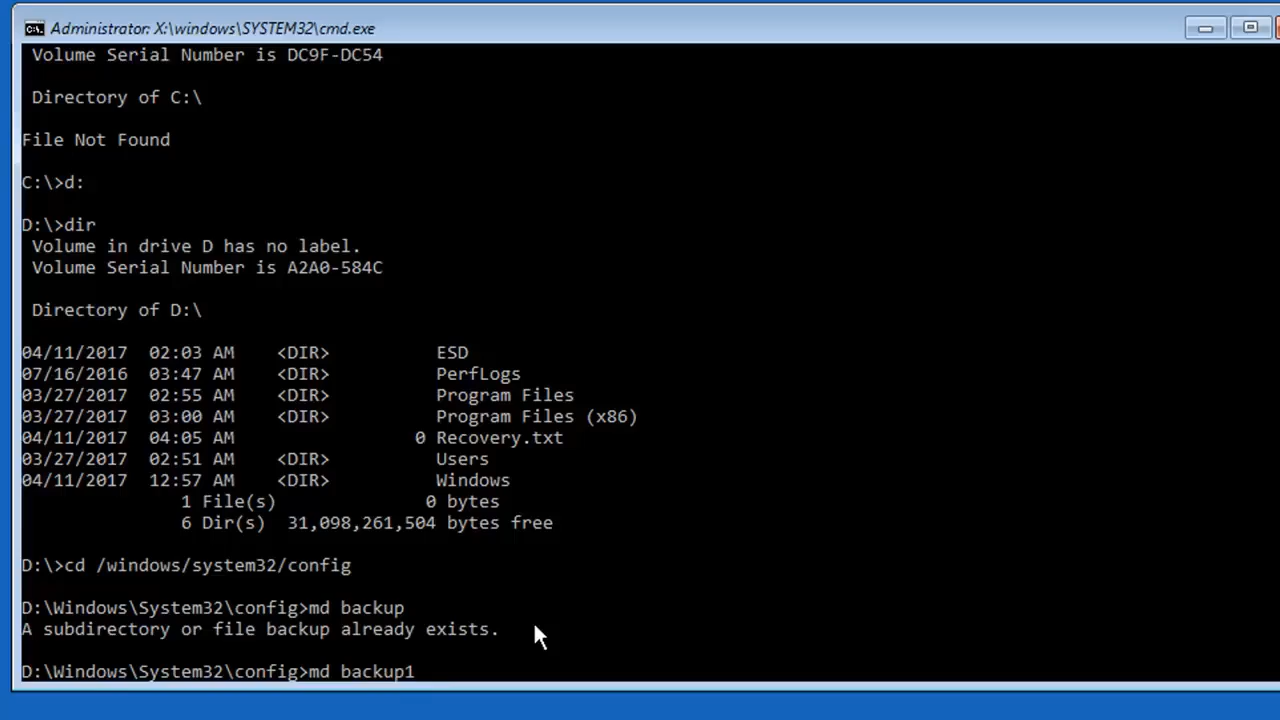 Administrator: X:\windows\SYSTEM32\cmd.exe
Volume Serial Number is DC9F-DC54
Directory of C:\
File Not Found
C:\>d:
D:\>dir
Volume in drive D has no label.
Volume Serial Number is A2A0-584C
Directory of D:\
04/11/2017  02:03 AM    <DIR>          ESD
07/16/2016  03:47 AM    <DIR>          PerfLogs
03/27/2017  02:55 AM    <DIR>          Program Files
03/27/2017  03:00 AM    <DIR>          Program Files (x86)
04/11/2017  04:05 AM                 0 Recovery.txt
03/27/2017  02:51 AM    <DIR>          Users
04/11/2017  12:57 AM    <DIR>          Windows
1 File(s)              0 bytes
6 Dir(s)  31,098,261,504 bytes free
D:\>cd /windows/system32/config
D:\Windows\System32\config>md backup
A subdirectory or file backup already exists.
D:\Windows\System32\config>md backup1